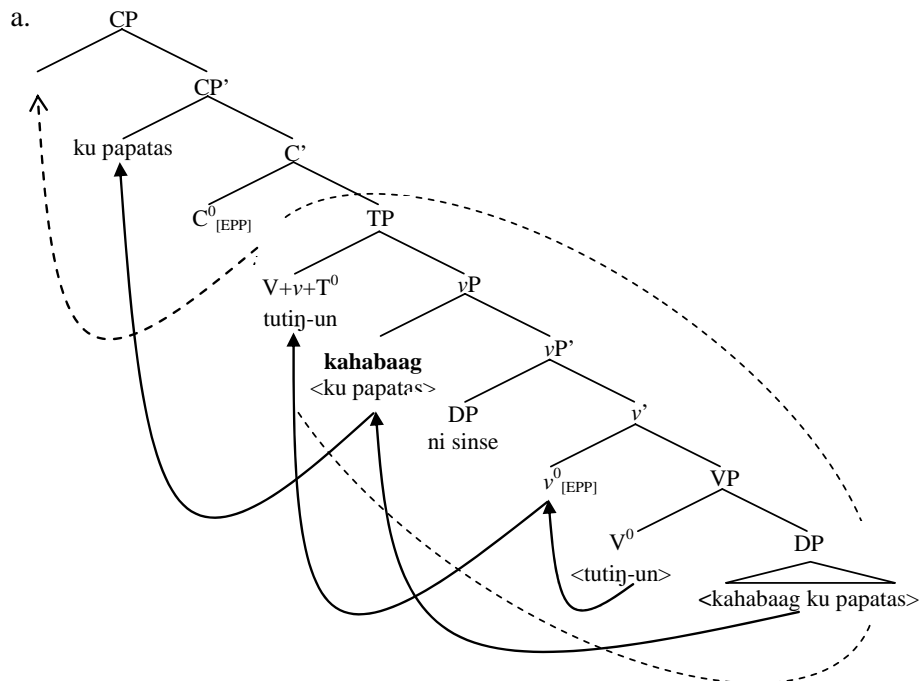 a.
CP
CP’
ku papatas
C’
C⁰[EPP]
TP
V+v+T⁰
vP
tutiŋ-un
kahabaag
vP’
<ku papatas>
DP
v’
ni sinse
v⁰[EPP]
VP
V⁰
DP
<tutiŋ-un>
<kahabaag ku papatas>